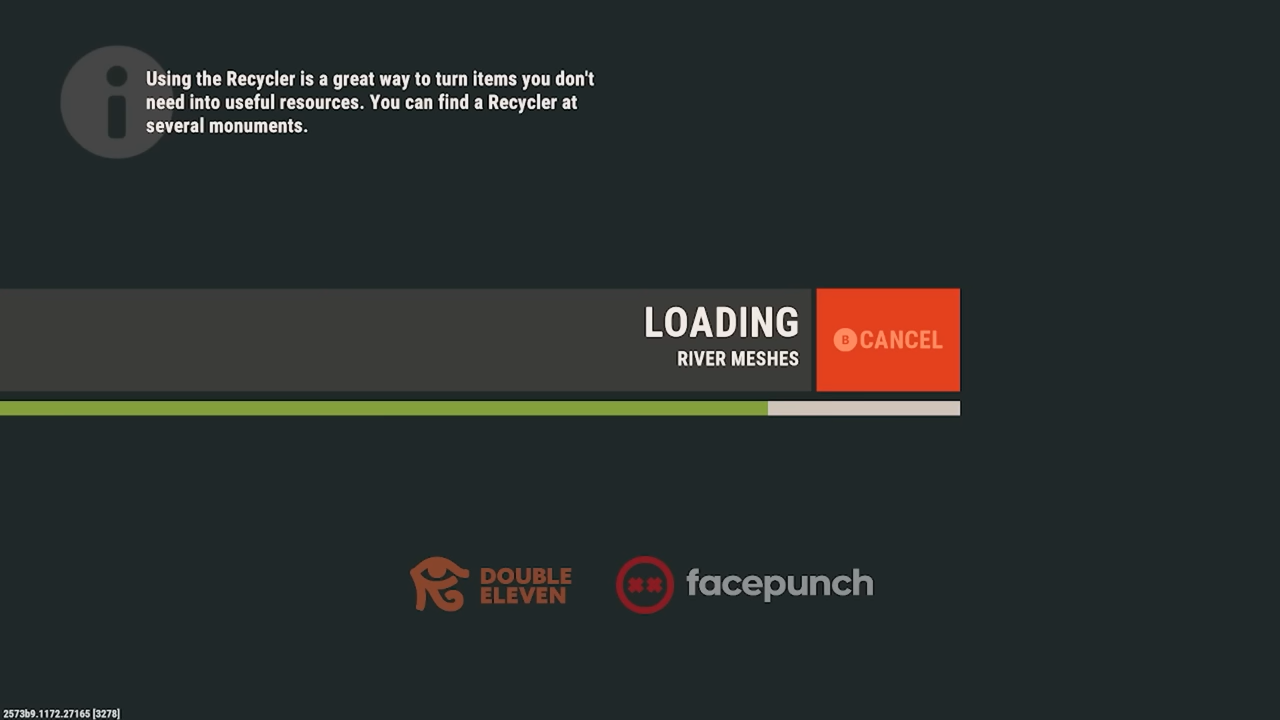 Using the Recycler is a great way to turn items you don't
need into useful resources. You can find a Recycler at
several monuments.
LOADING
RIVER MESHES
B CANCEL
DOUBLE
ELEVEN
facepunch
2573b9.1172.27165 [3278]